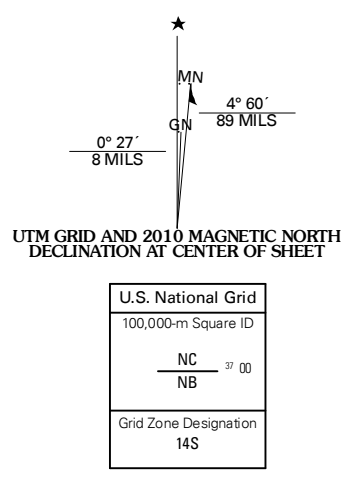 ★
MN
GN
4° 60´
89 MILS
0° 27´
8 MILS
UTM GRID AND 2010 MAGNETIC NORTH
DECLINATION AT CENTER OF SHEET
U.S. National Grid
100,000-m Square ID
NC
37 00
NB
Grid Zone Designation
14S